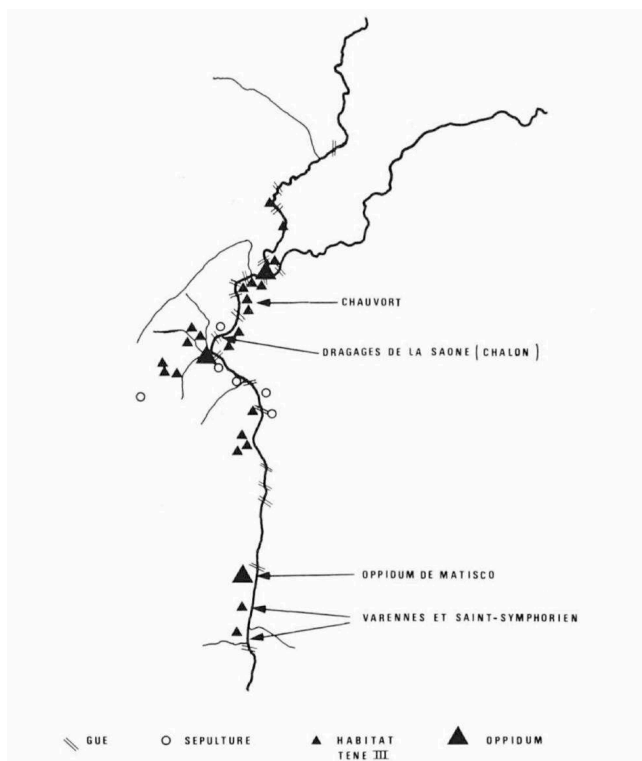 CHAUVORT
DRAGAGES DE LA SAONE (CHALON)
OPPIDUM DE MATISCO
VARENNES ET SAINT-SYMPHORIEN
GUE
SEPULTURE
HABITAT
TENE III
OPPIDUM